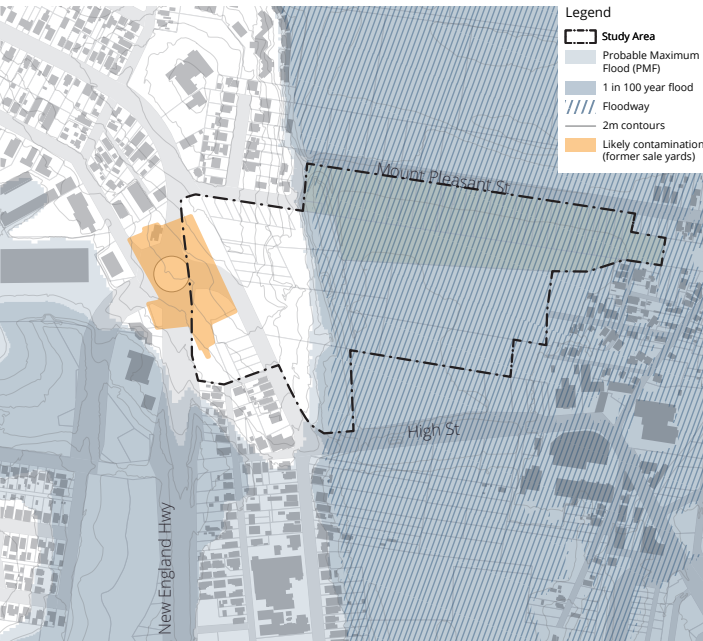 Legend
Study Area
Probable Maximum
Flood (PMF)
1 in 100 year flood
Floodway
2m contours
Likely contamination
(former sale yards)
Mount Pleasant St
High St
New England Hwy